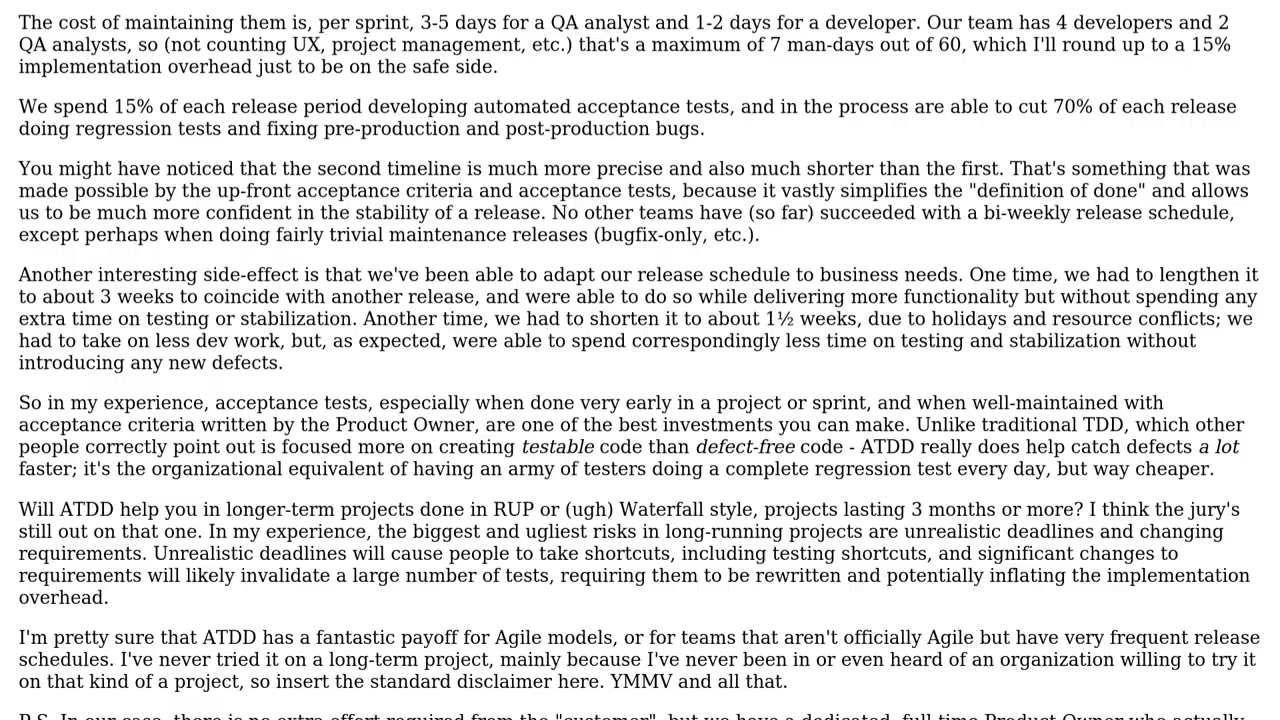 The cost of maintaining them is, per sprint, 3-5 days for a QA analyst and 1-2 days for a developer. Our team has 4 developers and 2
QA analysts, so (not counting UX, project management, etc.) that's a maximum of 7 man-days out of 60, which I'll round up to a 15%
implementation overhead just to be on the safe side.
We spend 15% of each release period developing automated acceptance tests, and in the process are able to cut 70% of each release
doing regression tests and fixing pre-production and post-production bugs.
You might have noticed that the second timeline is much more precise and also much shorter than the first. That's something that was
made possible by the up-front acceptance criteria and acceptance tests, because it vastly simplifies the "definition of done" and allows
us to be much more confident in the stability of a release. No other teams have (so far) succeeded with a bi-weekly release schedule,
except perhaps when doing fairly trivial maintenance releases (bugfix-only, etc.).
Another interesting side-effect is that we've been able to adapt our release schedule to business needs. One time, we had to lengthen it
to about 3 weeks to coincide with another release, and were able to do so while delivering more functionality but without spending any
extra time on testing or stabilization. Another time, we had to shorten it to about 1½ weeks, due to holidays and resource conflicts; we
had to take on less dev work, but, as expected, were able to spend correspondingly less time on testing and stabilization without
introducing any new defects.
So in my experience, acceptance tests, especially when done very early in a project or sprint, and when well-maintained with
acceptance criteria written by the Product Owner, are one of the best investments you can make. Unlike traditional TDD, which other
people correctly point out is focused more on creating testable code than defect-free code - ATDD really does help catch defects a lot
faster; it's the organizational equivalent of having an army of testers doing a complete regression test every day, but way cheaper.
Will ATDD help you in longer-term projects done in RUP or (ugh) Waterfall style, projects lasting 3 months or more? I think the jury's
still out on that one. In my experience, the biggest and ugliest risks in long-running projects are unrealistic deadlines and changing
requirements. Unrealistic deadlines will cause people to take shortcuts, including testing shortcuts, and significant changes to
requirements will likely invalidate a large number of tests, requiring them to be rewritten and potentially inflating the implementation
overhead.
I'm pretty sure that ATDD has a fantastic payoff for Agile models, or for teams that aren't officially Agile but have very frequent release
schedules. I've never tried it on a long-term project, mainly because I've never been in or even heard of an organization willing to try it
on that kind of a project, so insert the standard disclaimer here. YMMV and all that.
P.S. In our case, there is no extra effort required from the "customer", but we have a dedicated, full-time Product Owner who actually